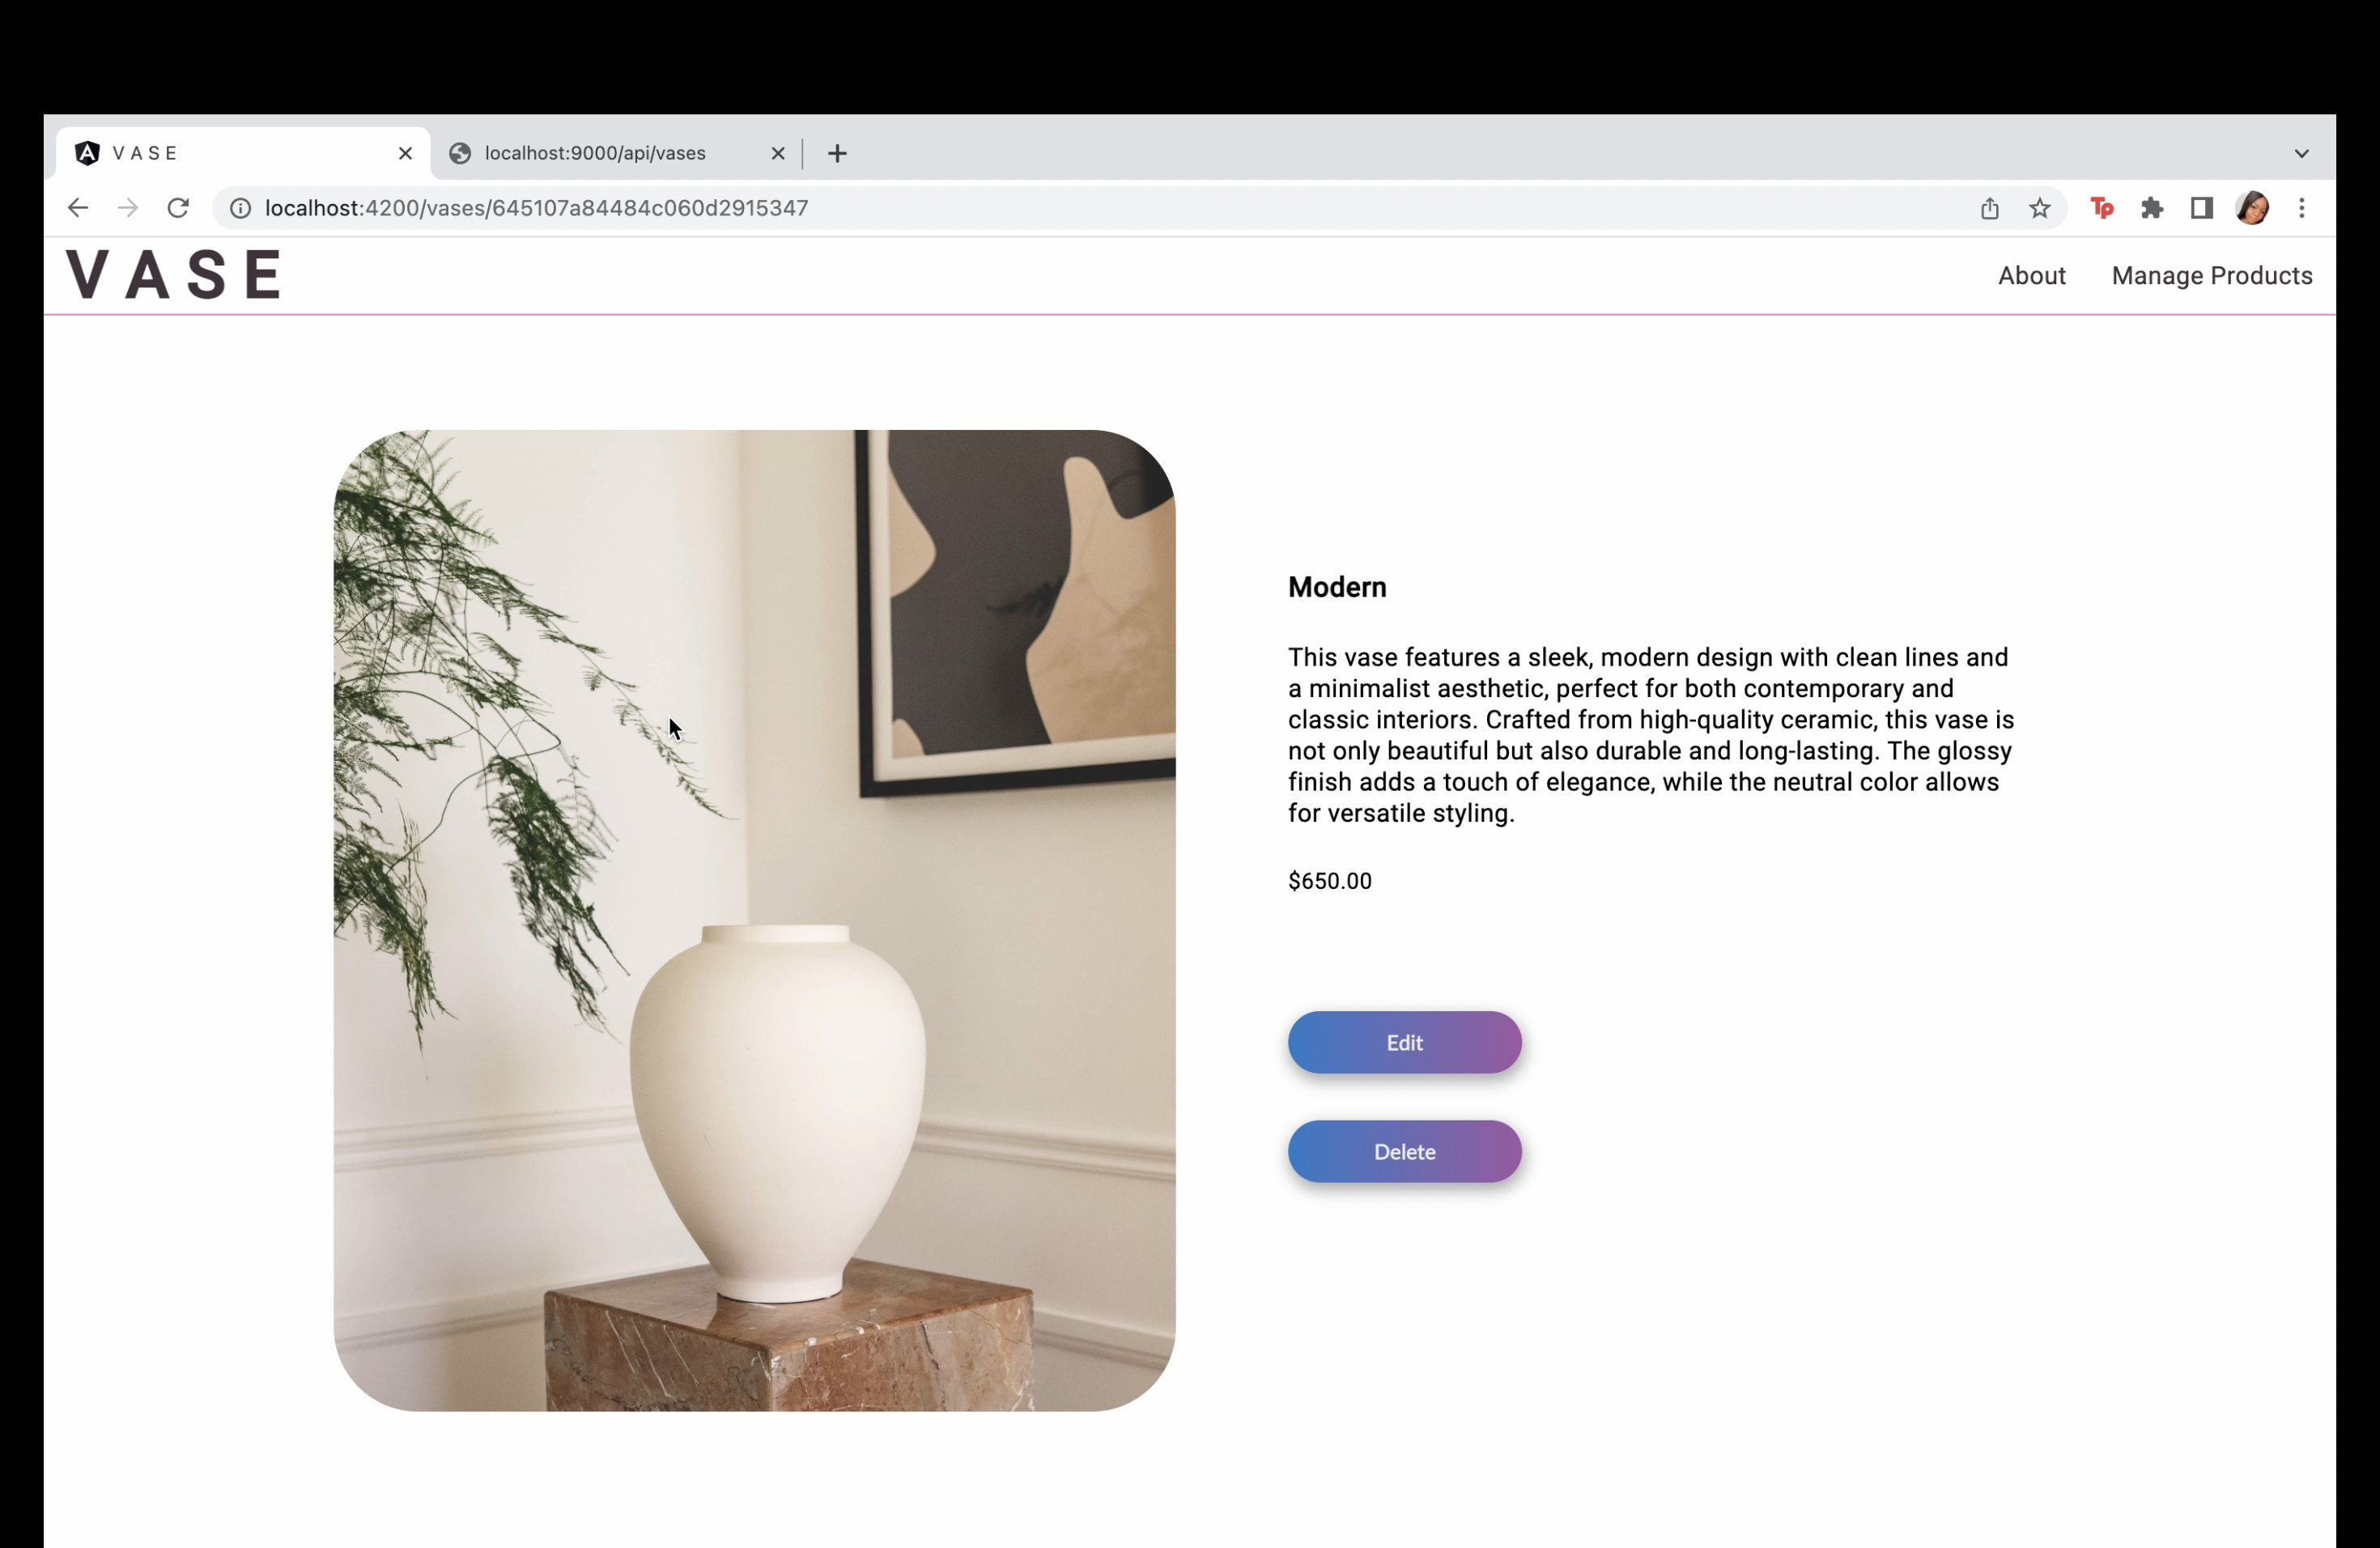 V A S E
localhost:9000/api/vases
localhost:4200/vases/645107a84484c060d2915347
Tp
V A S E
About
Manage Products
Modern
This vase features a sleek, modern design with clean lines and
a minimalist aesthetic, perfect for both contemporary and
classic interiors. Crafted from high-quality ceramic, this vase is
not only beautiful but also durable and long-lasting. The glossy
finish adds a touch of elegance, while the neutral color allows
for versatile styling.
$650.00
Edit
Delete